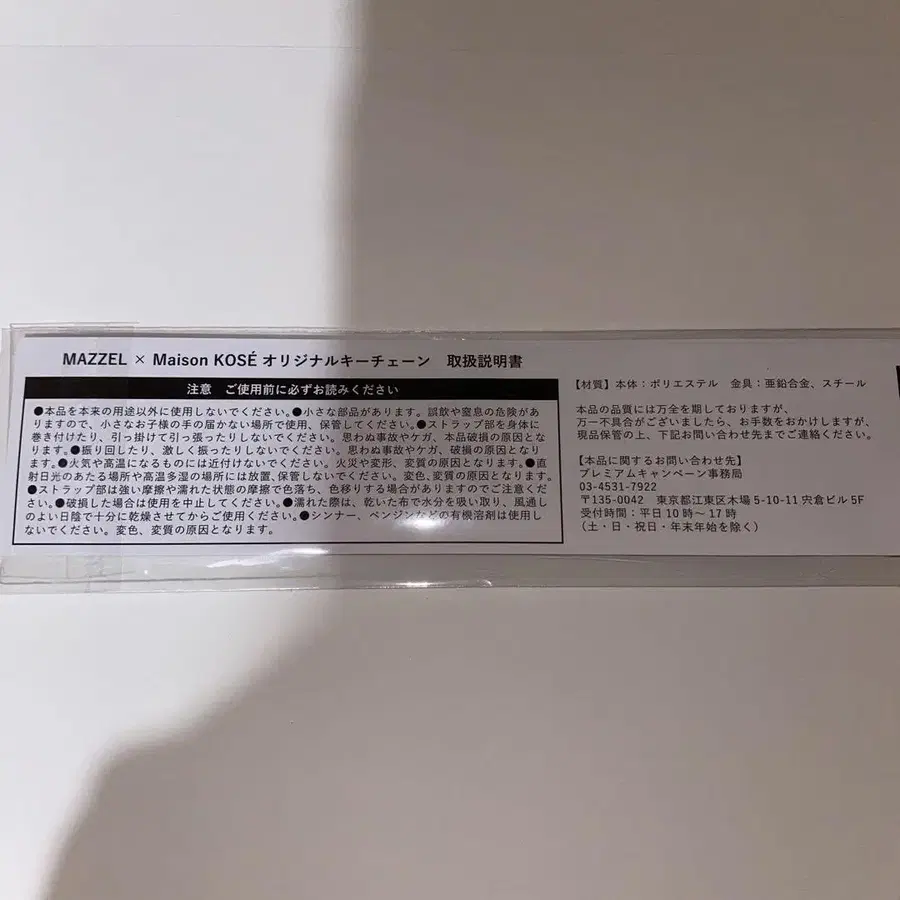 MAZZEL × Maison KOSÉ オリジナルキーチェーン 取扱説明書
注意 ご使用前に必ずお読みください
●本品を本来の用途以外に使用しないでください。●小さな部品があります。誤飲や窒息の危険があ
りますので、小さなお子様の手の届かない場所で使用、保管してください。●ストラップ部を身体に
巻き付けたり、引っ掛けて引っ張ったりしないでください。思わぬ事故やケガ、本品破損の原因とな
ります。●振り回したり、激しく振ったりしないでください。思わぬ事故やケガ、破損の原因となり
ます。●火気や高温になるものには近付けないでください。火災や変形、変質の原因となります。●直
射日光のあたる場所や高温多湿の場所には放置、保管しないでください。変色、変質の原因となります。
●ストラップ部は強い摩擦や濡れた状態の摩擦で色落ち、色移りする場合がありますのでご注意くだ
さい。●破損した場合は使用を中止してください。●濡れた際は、乾いた布で水分を吸い取り、風通し
のよい日陰で十分に乾燥させてからご使用ください。●シンナー、ベンジンなどの有機溶剤は使用し
ないでください。変色、変質の原因となります。
【材質】本体：ポリエステル 金具：亜鉛合金、スチール
本品の品質には万全を期しておりますが、
万一不具合がございましたら、お手数をおかけしますが、
現品保管の上、下記お問い合わせ先までご連絡ください。
【本品に関するお問い合わせ先】
プレミアムキャンペーン事務局
03-4531-7922
〒135-0042 東京都江東区木場 5-10-11 宍倉ビル 5F
受付時間：平日 10 時～ 17 時
（土・日・祝日・年末年始を除く）